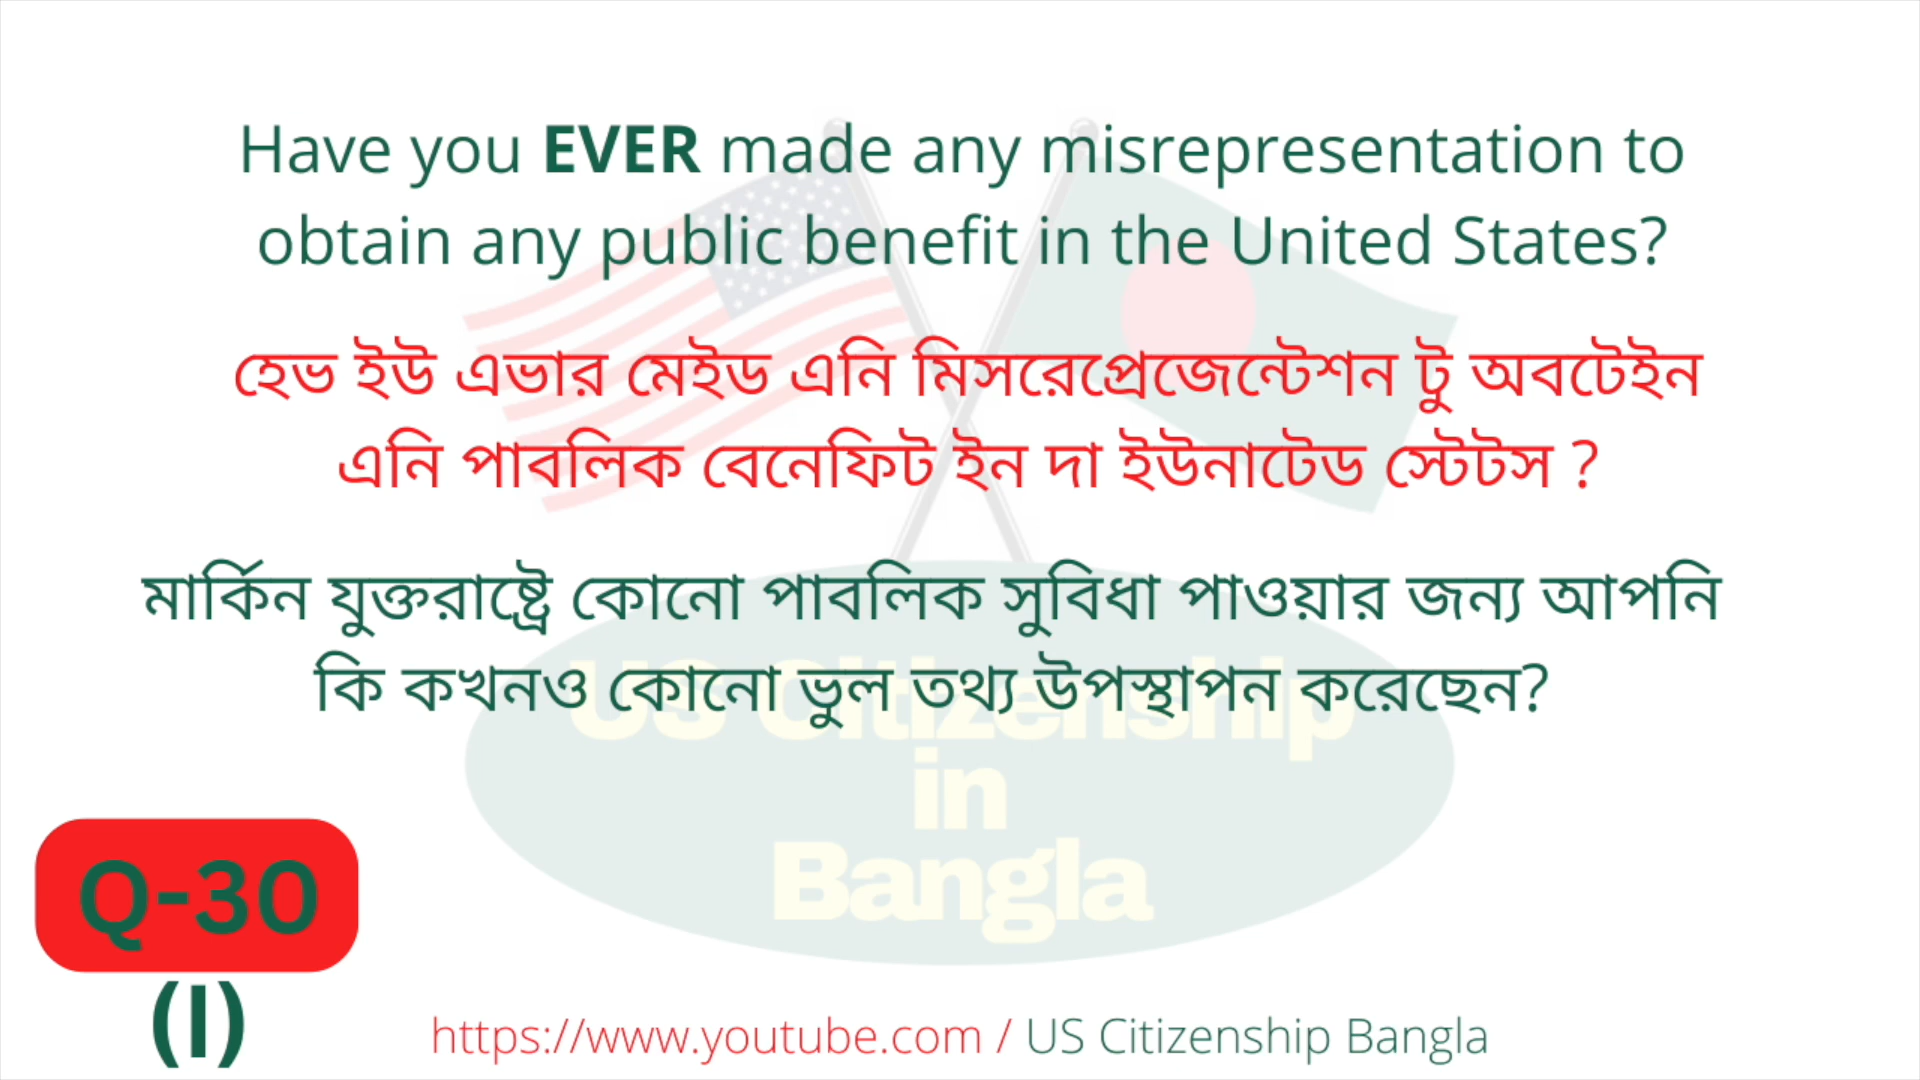 Have you EVER made any misrepresentation to
obtain any public benefit in the United States?
হেভ ইউ এভার মেইড এনি মিসরেপ্রেজেন্টেশন টু অবটেইন
এনি পাবলিক বেনেফিট ইন দা ইউনাটেড স্টেটস ?
মার্কিন যুক্তরাষ্ট্রে কোনো পাবলিক সুবিধা পাওয়ার জন্য আপনি
কি কখনও কোনো ভুল তথ্য উপস্থাপন করেছেন?
US Citizenship
in
Bangla
Q-30
(I)
https://www.youtube.com / US Citizenship Bangla